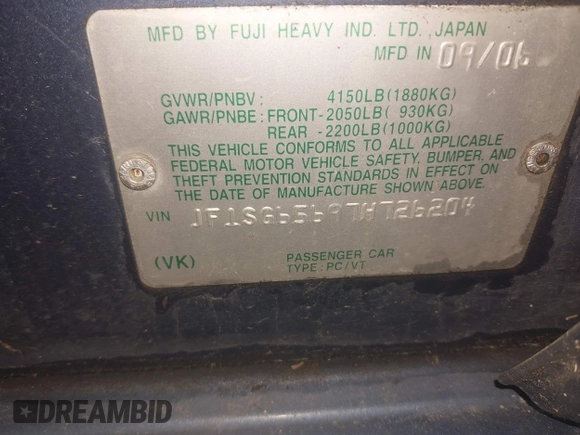 MFD BY FUJI HEAVY IND. LTD., JAPAN
MFD IN 09/06
GVWR/PNBV: 4150LB(1880KG)
GAWR/PNBE: FRONT-2050LB( 930KG)
REAR -2200LB(1000KG)
THIS VEHICLE CONFORMS TO ALL APPLICABLE
FEDERAL MOTOR VEHICLE SAFETY, BUMPER, AND
THEFT PREVENTION STANDARDS IN EFFECT ON
THE DATE OF MANUFACTURE SHOWN ABOVE.
VIN JF1SG65697H726204
(VK) PASSENGER CAR
TYPE: PC/VT
DREAMBID